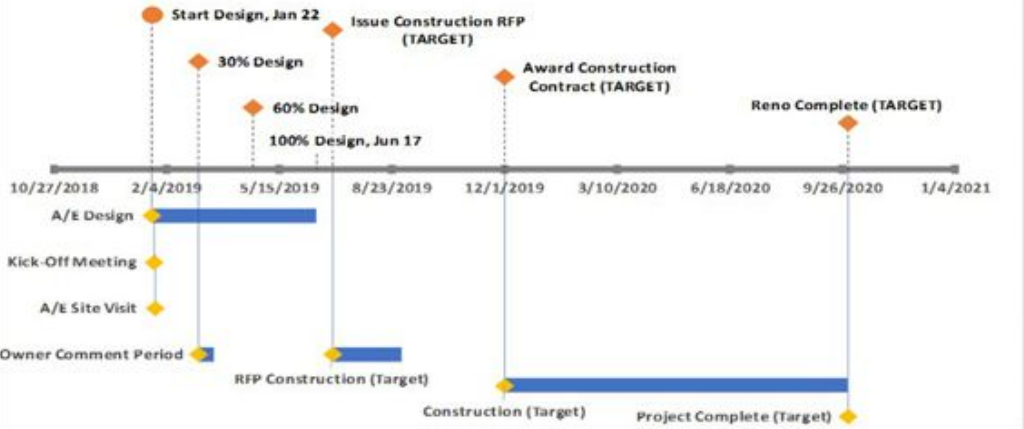 Start Design, Jan 22
Issue Construction RFP
(TARGET)
30% Design
Award Construction
Contract (TARGET)
60% Design
Reno Complete (TARGET)
100% Design, Jun 17
10/27/2018 2/4/2019 5/15/2019 8/23/2019 12/1/2019 3/10/2020 6/18/2020 9/26/2020 1/4/2021
A/E Design
Kick-Off Meeting
A/E Site Visit
Owner Comment Period
RFP Construction (Target)
Construction (Target)
Project Complete (Target)